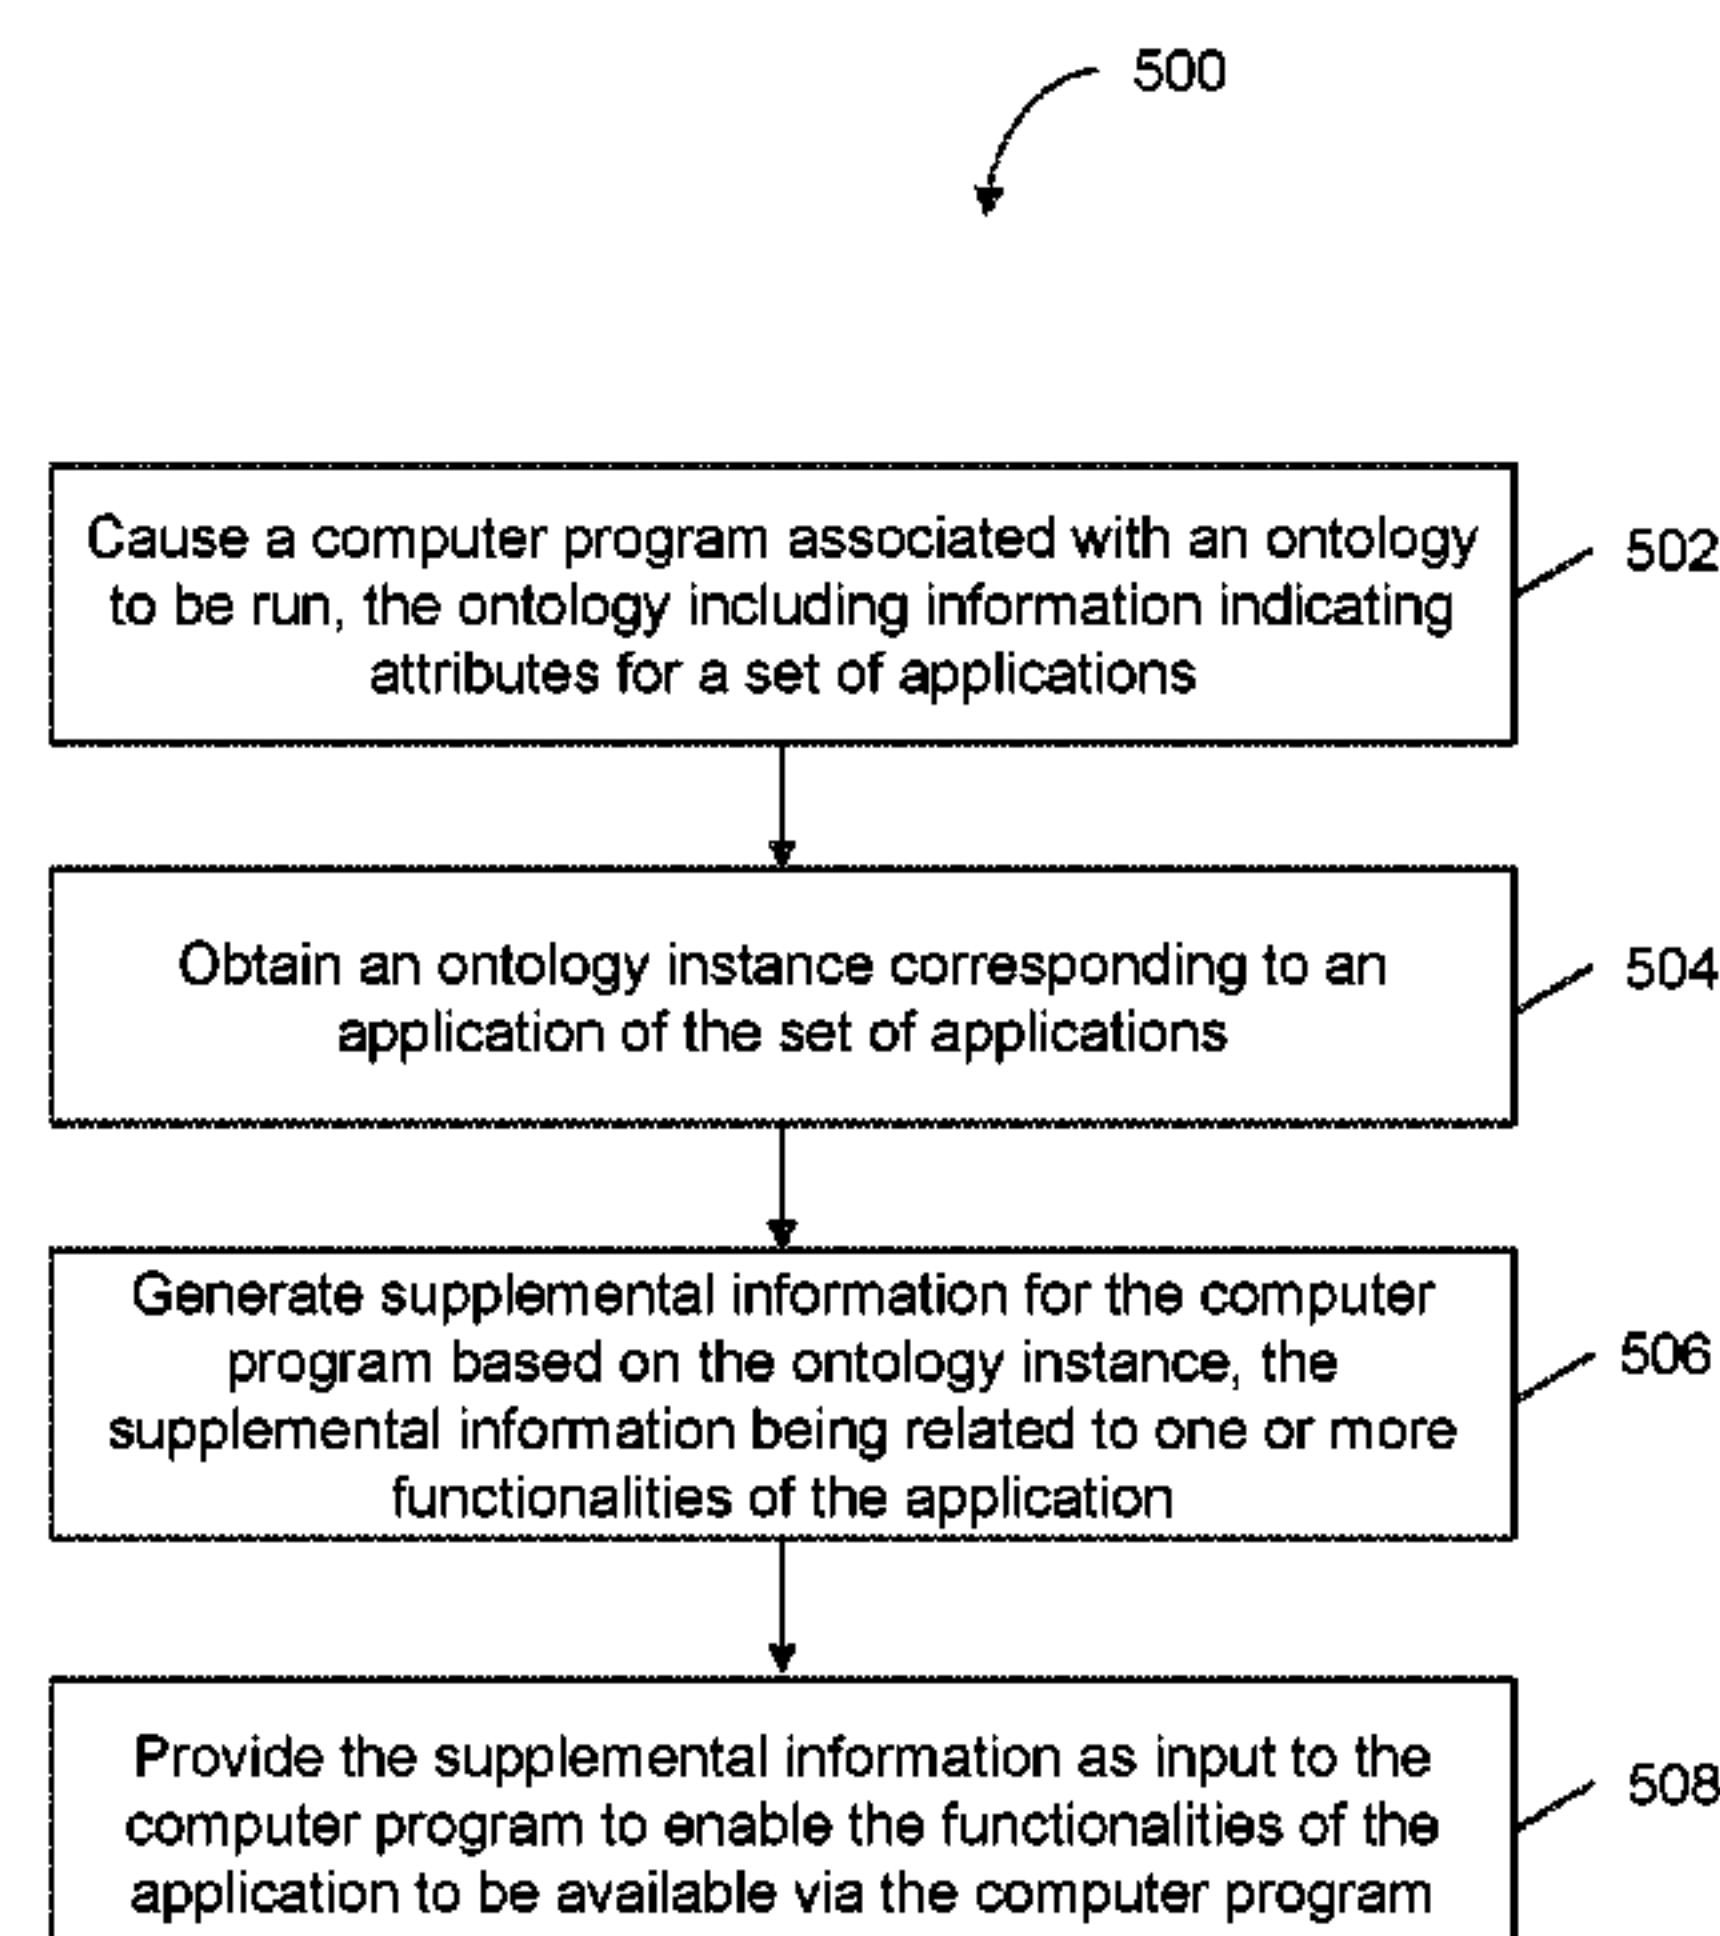 500
Cause a computer program associated with an ontology
to be run, the ontology including information indicating
attributes for a set of applications
502
Obtain an ontology instance corresponding to an
application of the set of applications
504
Generate supplemental information for the computer
program based on the ontology instance, the
supplemental information being related to one or more
functionalities of the application
506
Provide the supplemental information as input to the
computer program to enable the functionalities of the
application to be available via the computer program
508